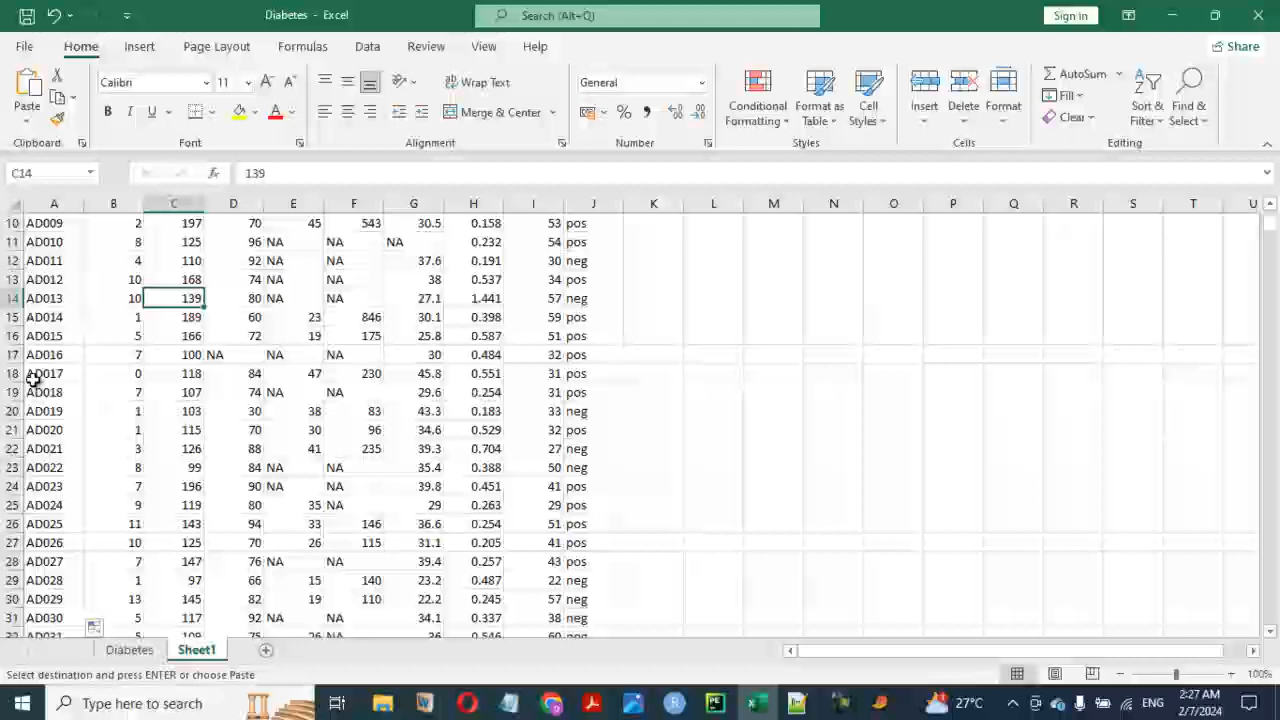 Diabetes - Excel
Search (Alt+Q)
Sign in
File Home Insert Page Layout Formulas Data Review View Help
Share
Paste
Calibri 11
Wrap Text
General
Merge & Center
Conditional Formatting
Format as Table
Cell Styles
Insert Delete Format
AutoSum
Fill
Clear
Sort & Filter
Find & Select
Clipboard Font Alignment Number Styles Cells Editing
C14 fx 139
A B C D E F G H I J K L M N O P Q R S T U
10 AD009 2 197 70 45 543 30.5 0.158 53 pos
11 AD010 8 125 96 NA NA NA 0.232 54 pos
12 AD011 4 110 92 NA NA 37.6 0.191 30 neg
13 AD012 10 168 74 NA NA 38 0.537 34 pos
14 AD013 10 139 80 NA NA 27.1 1.441 57 neg
15 AD014 1 189 60 23 846 30.1 0.398 59 pos
16 AD015 5 166 72 19 175 25.8 0.587 51 pos
17 AD016 7 100 NA NA NA 30 0.484 32 pos
18 AD017 0 118 84 47 230 45.8 0.551 31 pos
19 AD018 7 107 74 NA NA 29.6 0.254 31 pos
20 AD019 1 103 30 38 83 43.3 0.183 33 neg
21 AD020 1 115 70 30 96 34.6 0.529 32 pos
22 AD021 3 126 88 41 235 39.3 0.704 27 neg
23 AD022 8 99 84 NA NA 35.4 0.388 50 neg
24 AD023 7 196 90 NA NA 39.8 0.451 41 pos
25 AD024 9 119 80 35 NA 29 0.263 29 pos
26 AD025 11 143 94 33 146 36.6 0.254 51 pos
27 AD026 10 125 70 26 115 31.1 0.205 41 pos
28 AD027 7 147 76 NA NA 39.4 0.257 43 pos
29 AD028 1 97 66 15 140 23.2 0.487 22 neg
30 AD029 13 145 82 19 110 22.2 0.245 57 neg
31 AD030 5 117 92 NA NA 34.1 0.337 38 neg
32 AD031 5 109 75 26 NA 36 0.546 60 neg
Diabetes Sheet1
Select destination and press ENTER or choose Paste
100%
Type here to search
27°C
ENG
2:27 AM
2/7/2024